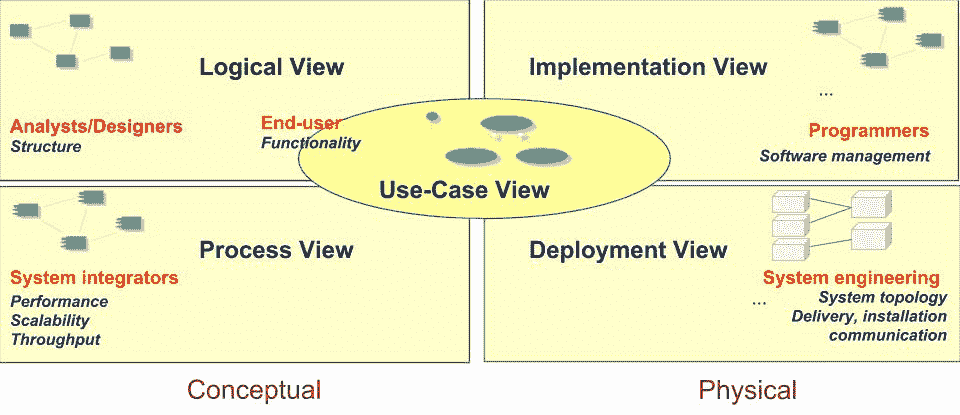 Logical View
Analysts/Designers
Structure
End-user
Functionality
Implementation View
...
Programmers
Software management
Use-Case View
Process View
System integrators
Performance
Scalability
Throughput
Deployment View
System engineering
...
System topology
Delivery, installation
communication
Conceptual
Physical